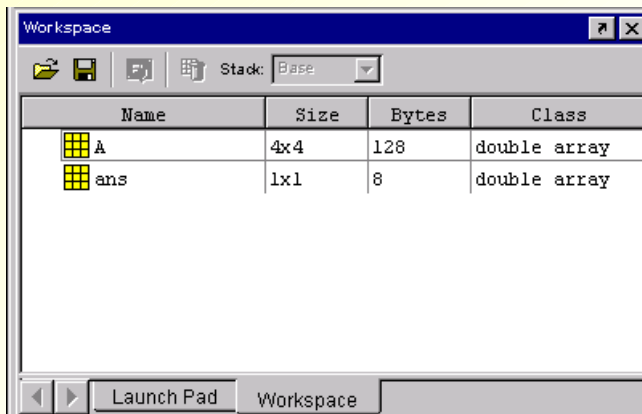 Workspace
Stack: Base
Name Size Bytes Class
A 4x4 128 double array
ans 1x1 8 double array
Launch Pad Workspace